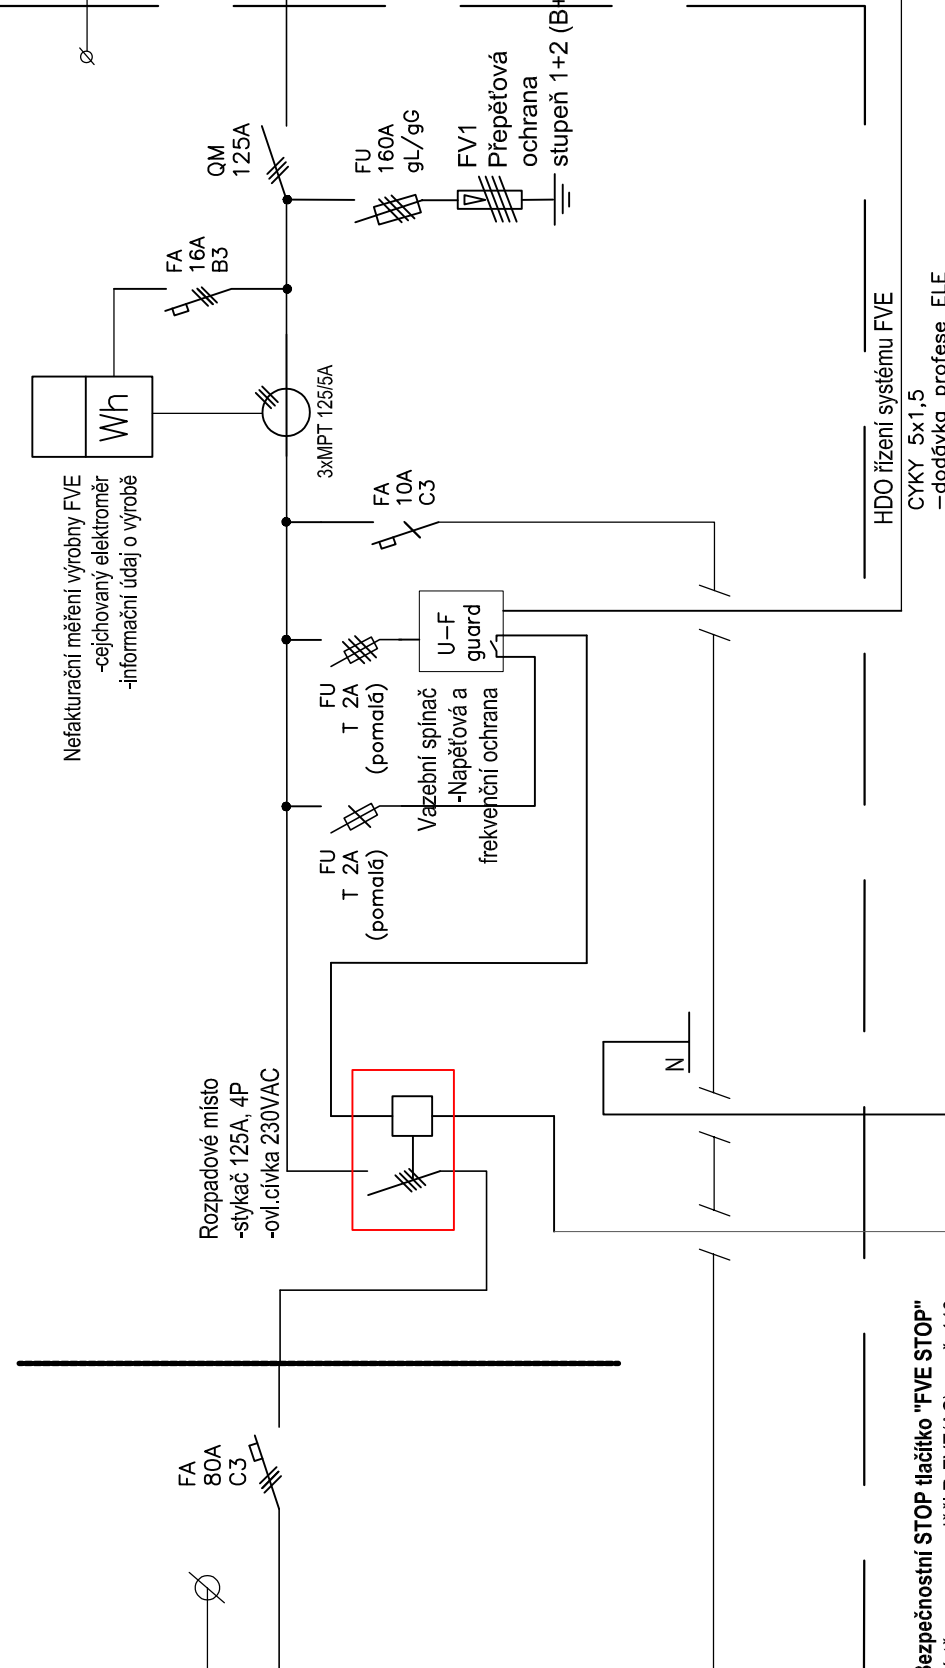 QM
125A
FU
160A
gL/gG
FV1
Přepěťová
ochrana
stupeň 1+2
FA
16A
B3
Wh
3xMPT 125/5A
Nefakturační měření výrobny FVE
-cejchovaný elektroměr
-informační údaj o výrobě
FA
10A
C3
HDO řízení systému FVE
CYKY 5x1,5
-dodávka profese
U-F
guard
FU
T 2A
(pomalá)
Vazební spínač
-Napěťová a
frekvenční ochrana
FU
T 2A
(pomalá)
N
Rozpadové místo
-stykač 125A, 4P
-ovl.cívka 230VAC
FA
80A
C3
Bezpečnostní STOP tlačítko "FVE STOP"